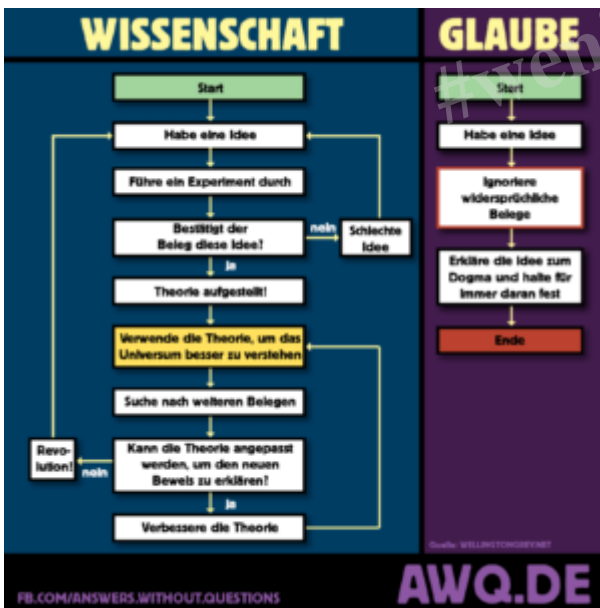 WISSENSCHAFT
Start
Habe eine Idee
Führe ein Experiment durch
Bestätigt der
Beleg diese Idee?
nein
Schlechte
Idee
ja
Theorie aufgestellt!
Verwende die Theorie, um das
Universum besser zu verstehen
Suche nach weiteren Belegen
Kann die Theorie angepasst
werden, um den neuen
Beweis zu erklären?
nein
Revo-
lution!
ja
Verbessere die Theorie
GLAUBE
#wen
Start
Habe eine Idee
Ignoriere
widersprüchliche
Belege
Erkläre die Idee zum
Dogma und halte für
immer daran fest
Ende
Quelle: WELLINGTONGREY.NET
FB.COM/ANSWERS.WITHOUT.QUESTIONS
AWQ.DE